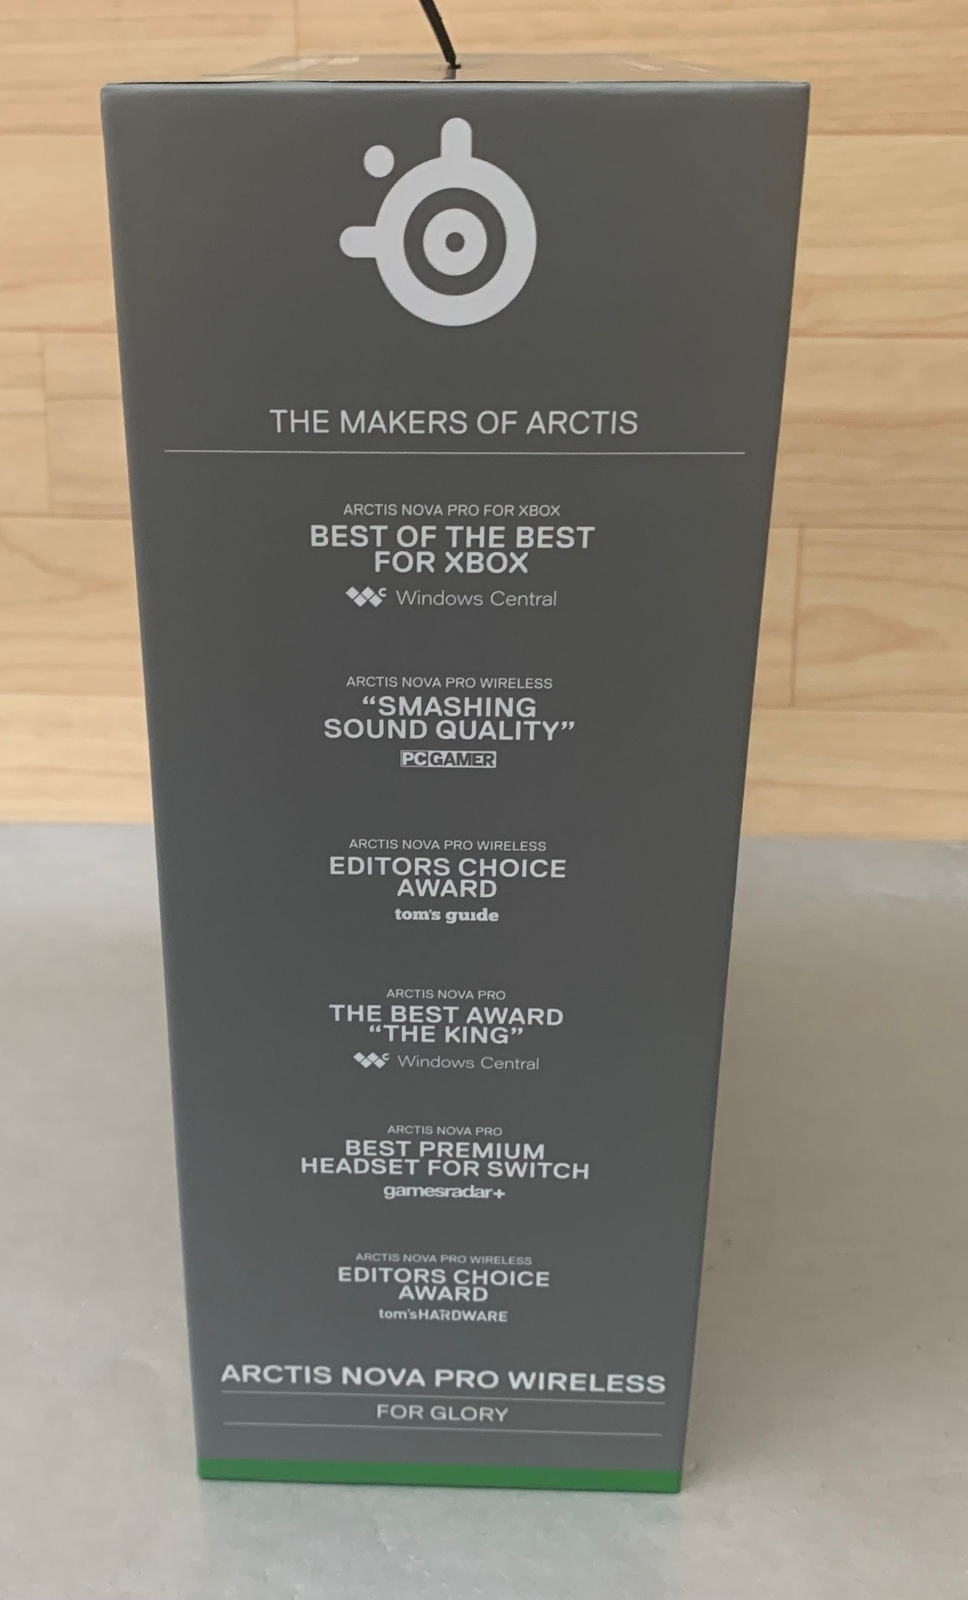 THE MAKERS OF ARCTIS
ARCTIS NOVA PRO FOR XBOX
BEST OF THE BEST
FOR XBOX
Windows Central
ARCTIS NOVA PRO WIRELESS
“SMASHING
SOUND QUALITY”
PC GAMER
ARCTIS NOVA PRO WIRELESS
EDITORS CHOICE
AWARD
tom's guide
ARCTIS NOVA PRO
THE BEST AWARD
“THE KING”
Windows Central
ARCTIS NOVA PRO
BEST PREMIUM
HEADSET FOR SWITCH
gamesradar+
ARCTIS NOVA PRO WIRELESS
EDITORS CHOICE
AWARD
tom'sHARDWARE
ARCTIS NOVA PRO WIRELESS
FOR GLORY